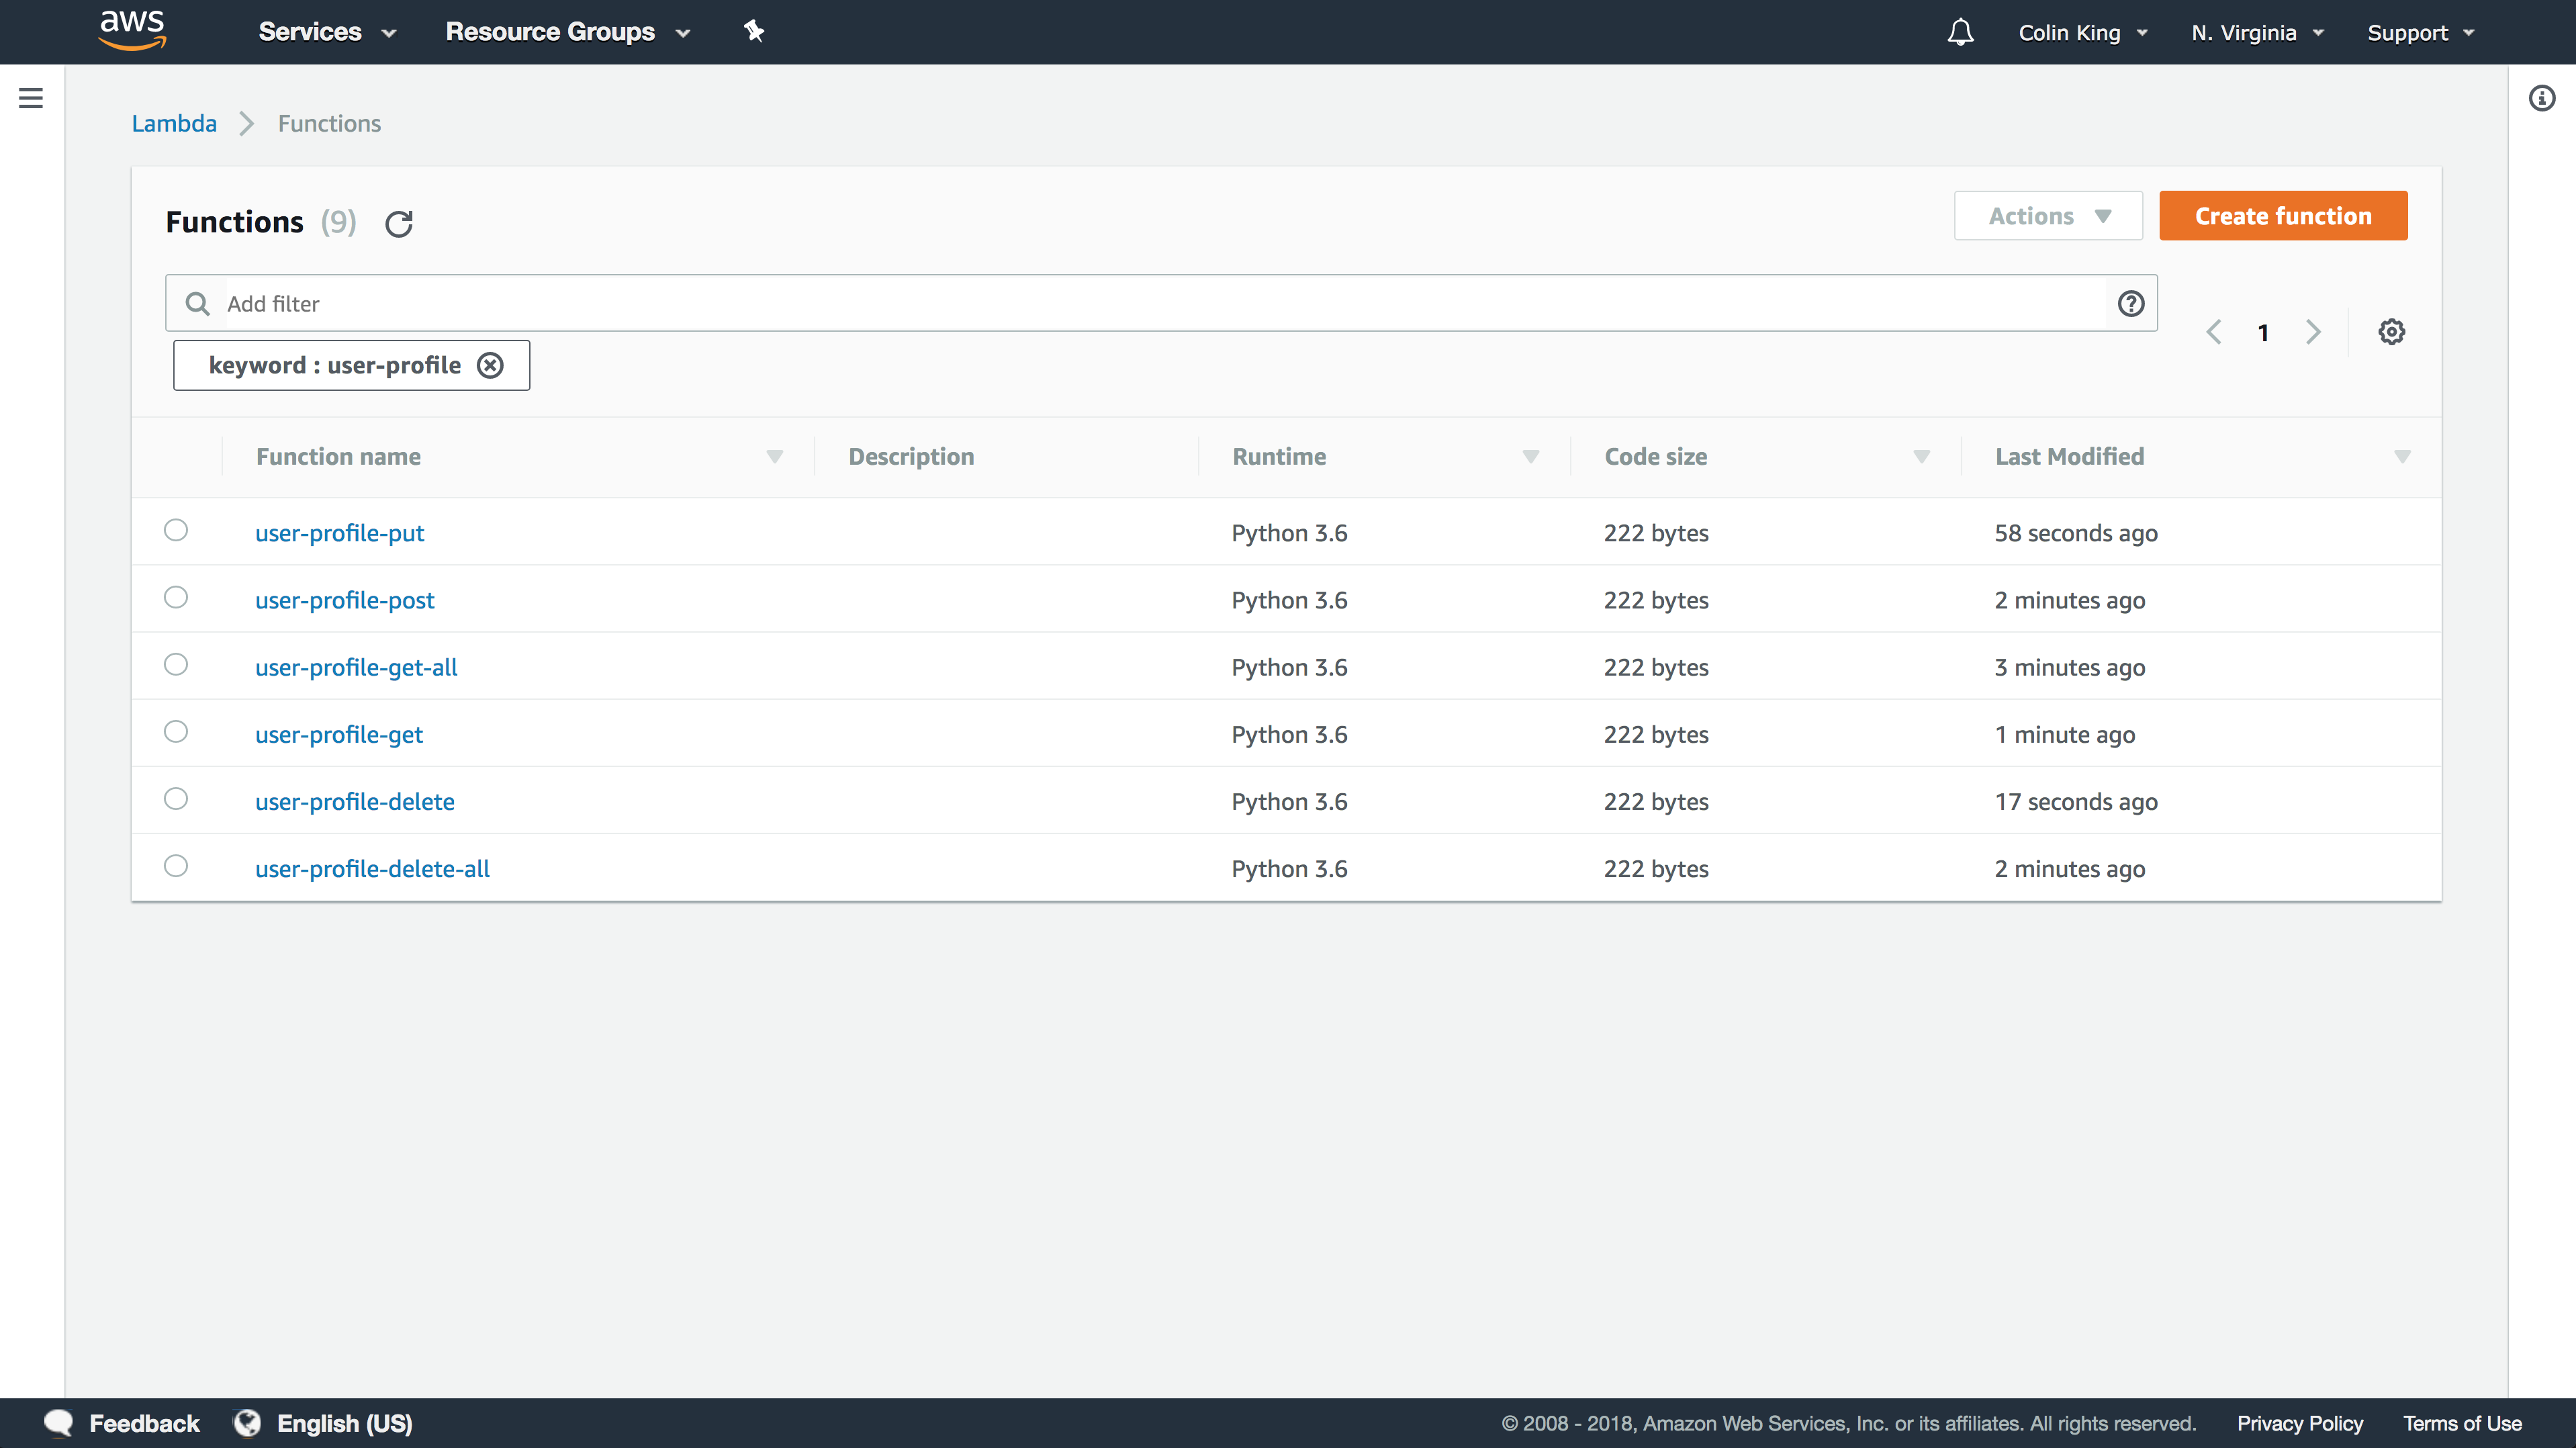 aws Services Resource Groups Colin King N. Virginia Support
Lambda Functions
Functions (9) Actions Create function
Add filter
1
keyword : user-profile
Function name Description Runtime Code size Last Modified
user-profile-put Python 3.6 222 bytes 58 seconds ago
user-profile-post Python 3.6 222 bytes 2 minutes ago
user-profile-get-all Python 3.6 222 bytes 3 minutes ago
user-profile-get Python 3.6 222 bytes 1 minute ago
user-profile-delete Python 3.6 222 bytes 17 seconds ago
user-profile-delete-all Python 3.6 222 bytes 2 minutes ago
Feedback English (US) © 2008 - 2018, Amazon Web Services, Inc. or its affiliates. All rights reserved. Privacy Policy Terms of Use